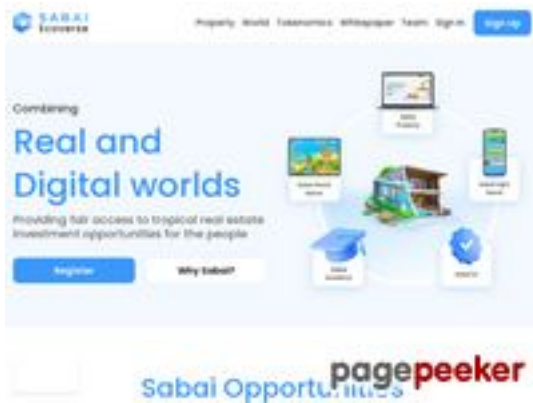 SABAI
Ecoverse
Property World Tokenomics Whitepaper Team Sign In Sign Up
Combining
Real and
Digital worlds
Providing fair access to tropical real estate
investment opportunities for the people
Register Why Sabai?
Sabai Opportunities
pagepeeker